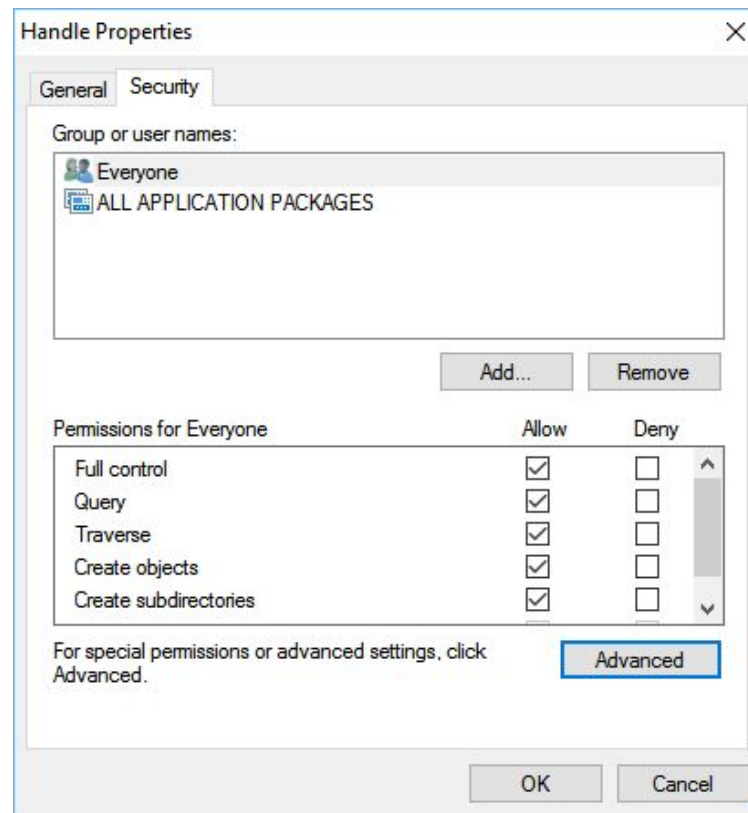 Handle Properties
General
Security
Group or user names:
Everyone
ALL APPLICATION PACKAGES
Add...
Remove
Permissions for Everyone
Allow
Deny
Full control
Query
Traverse
Create objects
Create subdirectories
For special permissions or advanced settings, click
Advanced.
Advanced
OK
Cancel